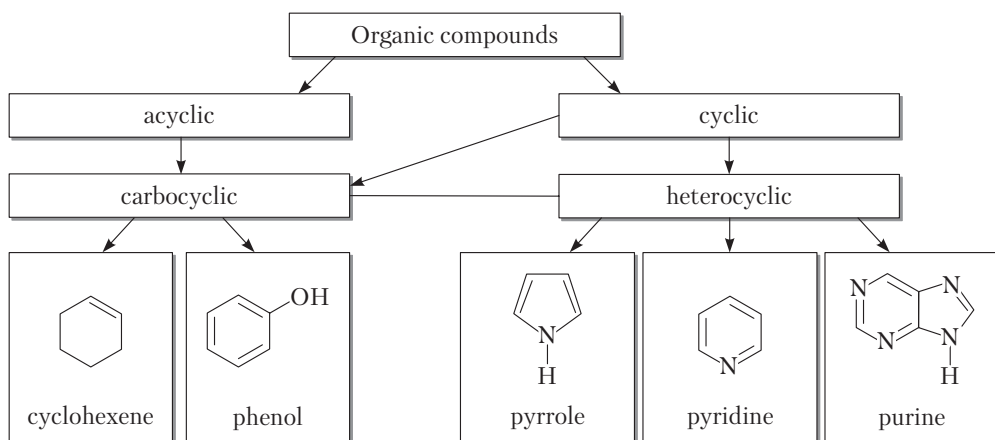 Organic compounds
acyclic
cyclic
carbocyclic
heterocyclic
OH
N
H
N
N
N
N
N
H
cyclohexene
phenol
pyrrole
pyridine
purine